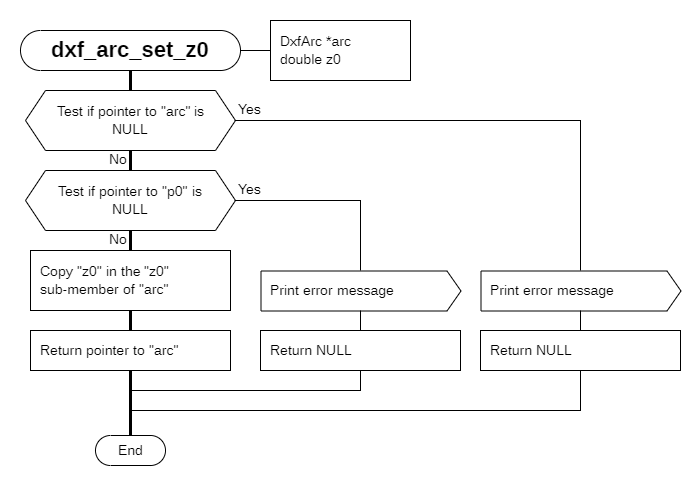 dxf_arc_set_z0
DxfArc *arc
double z0
Test if pointer to "arc" is
NULL
Yes
No
Test if pointer to "p0" is
NULL
Yes
No
Copy "z0" in the "z0"
sub-member of "arc"
Print error message
Print error message
Return pointer to "arc"
Return NULL
Return NULL
End